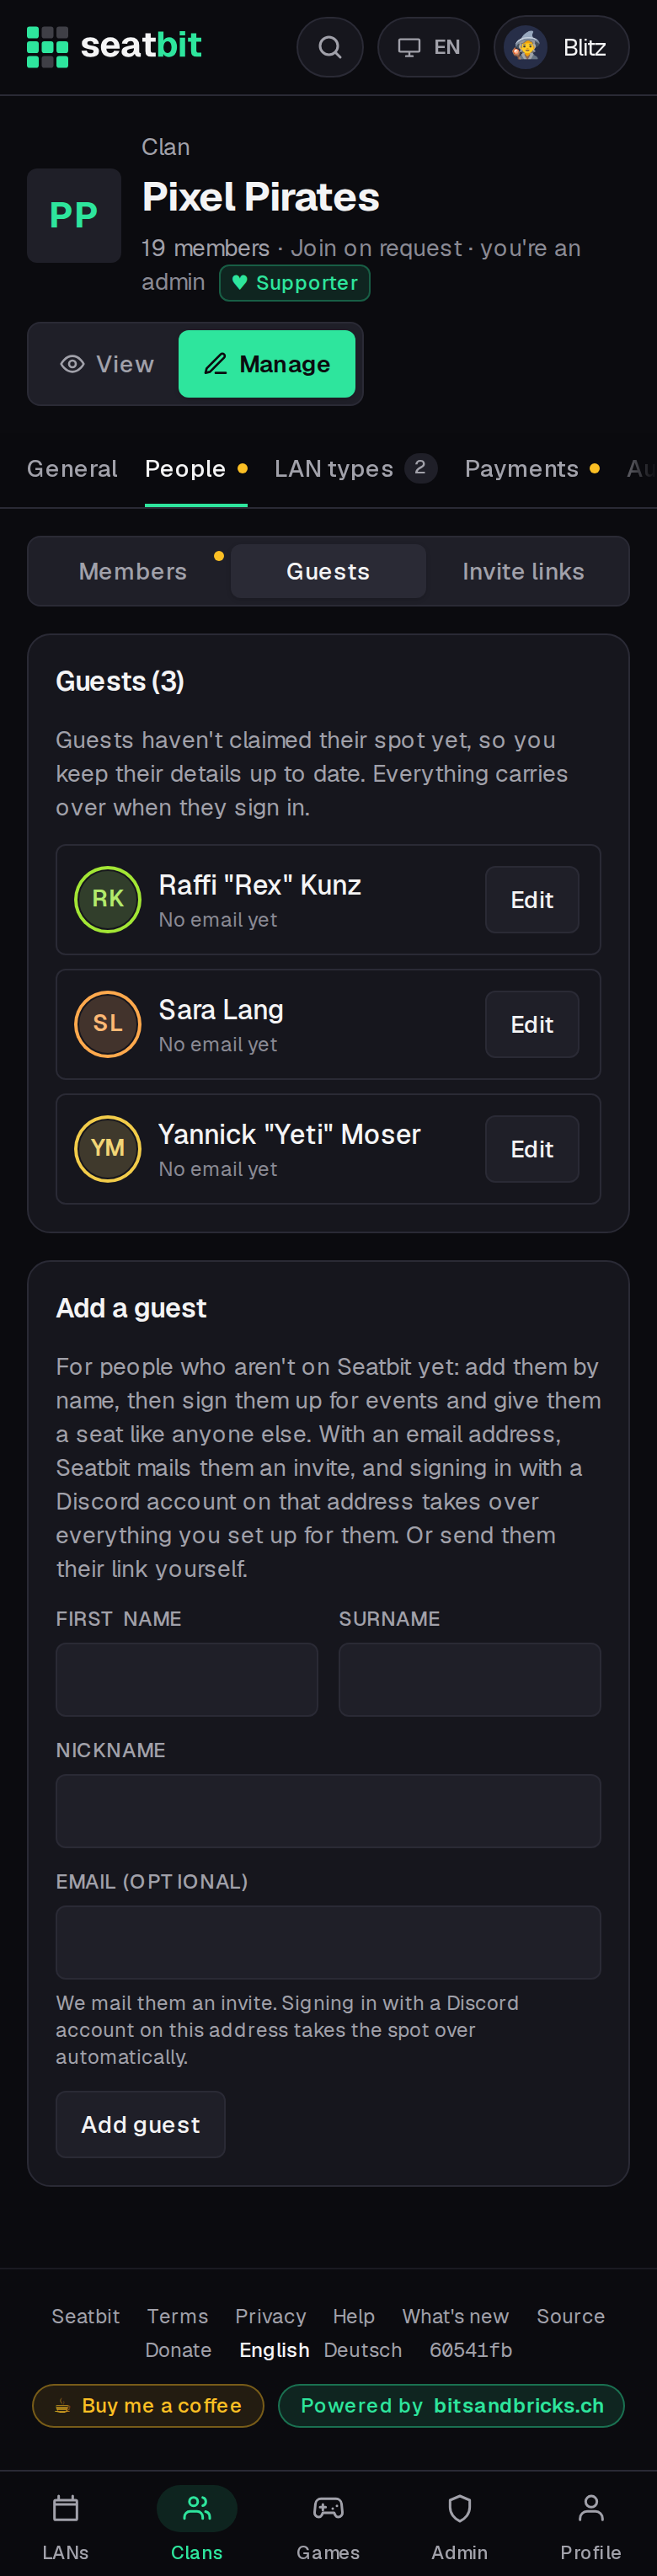 seatbit
EN
Blitz
Clan
PP
Pixel Pirates
19 members · Join on request · you're an
admin ♥ Supporter
View
Manage
General People LAN types 2 Payments Au
Members Guests Invite links
Guests (3)
Guests haven't claimed their spot yet, so you
keep their details up to date. Everything carries
over when they sign in.
RK
Raffi "Rex" Kunz
No email yet
Edit
SL
Sara Lang
No email yet
Edit
YM
Yannick "Yeti" Moser
No email yet
Edit
Add a guest
For people who aren't on Seatbit yet: add them by
name, then sign them up for events and give them
a seat like anyone else. With an email address,
Seatbit mails them an invite, and signing in with a
Discord account on that address takes over
everything you set up for them. Or send them
their link yourself.
FIRST NAME SURNAME
NICKNAME
EMAIL (OPTIONAL)
We mail them an invite. Signing in with a Discord
account on this address takes the spot over
automatically.
Add guest
Seatbit Terms Privacy Help What's new Source
Donate English Deutsch 60541fb
Buy me a coffee Powered by bitsandbricks.ch
LANs Clans Games Admin Profile